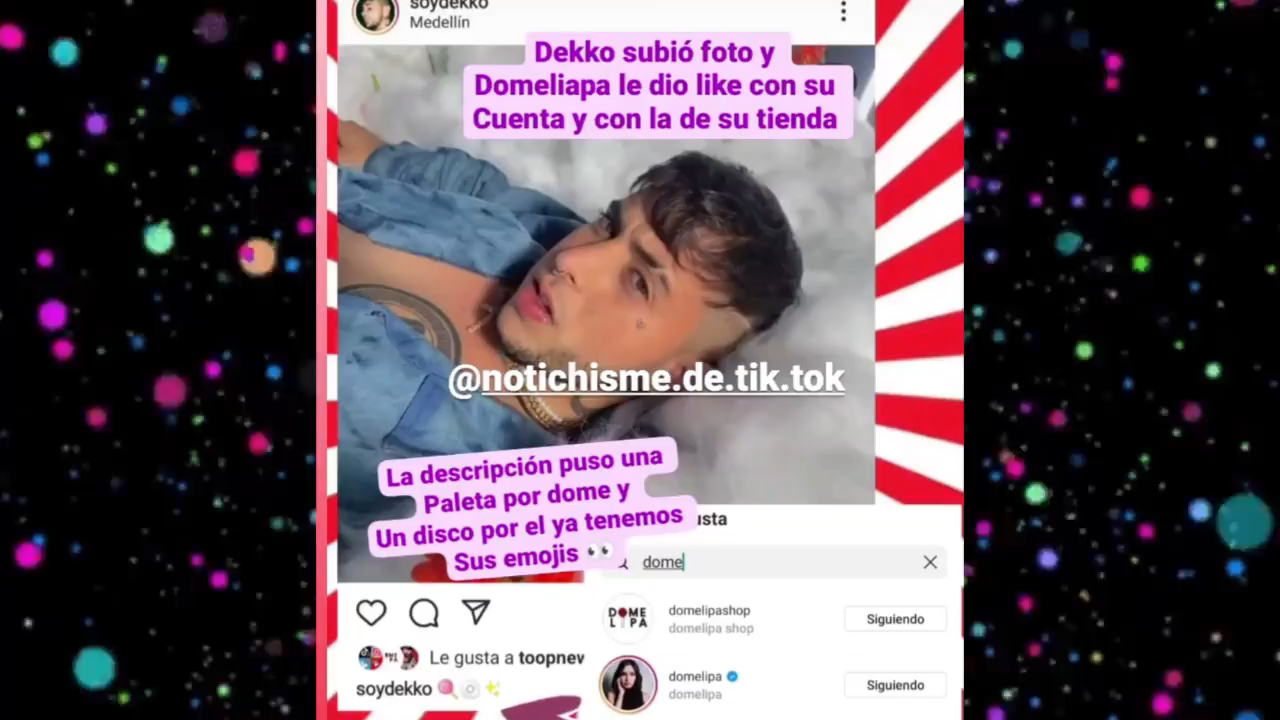 soydekko
Medellín
Dekko subió foto y
Domeliapa le dio like con su
Cuenta y con la de su tienda
@notichisme.de.tik.tok
La descripción puso una
Paleta por dome y
Un disco por el ya tenemos
Sus emojis 👀
usta
dome
DOME
LIPA
domelipashop
domelipa shop
Siguiendo
domelipa
domelipa
Siguiendo
Le gusta a toopnev
soydekko 🍭💿✨